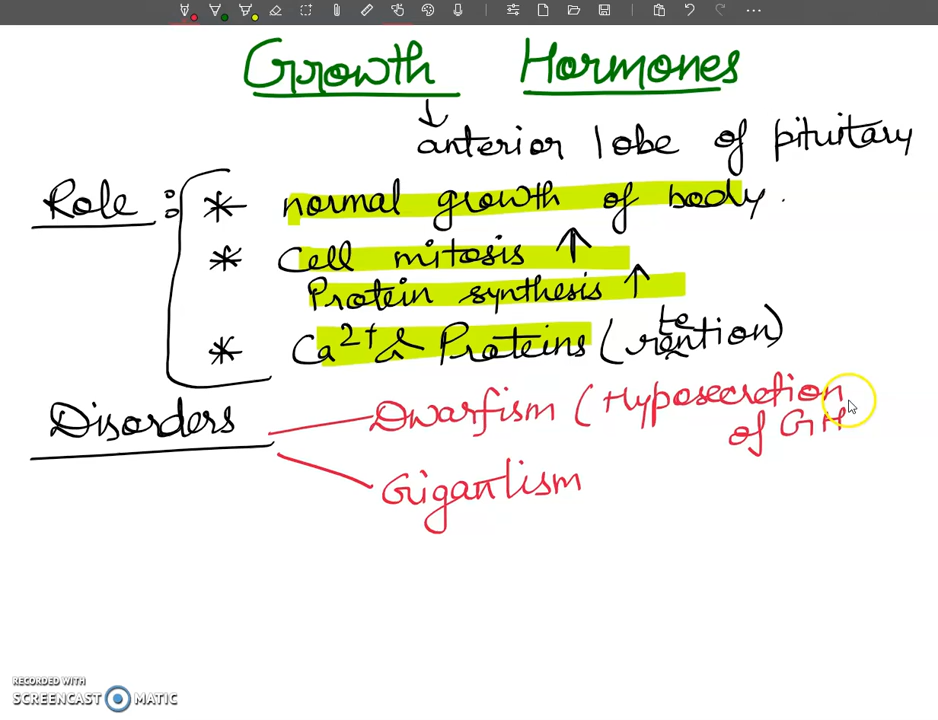 Growth Hormones
anterior lobe of pituitary
Role : * normal growth of body.
* Cell mitosis ↑
Protein synthesis ↑
* Ca²⁺ & Proteins (retention)
Disorders
Dwarfism (Hyposecretion
of GH
Gigantism
RECORDED WITH
SCREENCAST MATIC